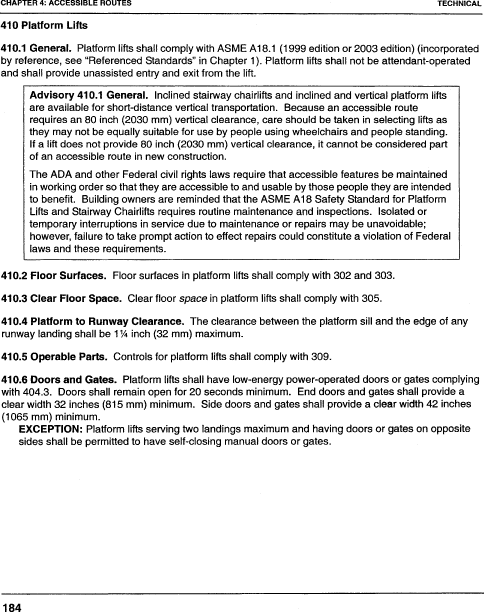 CHAPTER 4: ACCESSIBLE ROUTES TECHNICAL
410 Platform Lifts
410.1 General. Platform lifts shall comply with ASME A18.1 (1999 edition or 2003 edition) (incorporated
by reference, see “Referenced Standards” in Chapter 1). Platform lifts shall not be attendant-operated
and shall provide unassisted entry and exit from the lift.
Advisory 410.1 General. Inclined stairway chairlifts and inclined and vertical platform lifts
are available for short-distance vertical transportation. Because an accessible route
requires an 80 inch (2030 mm) vertical clearance, care should be taken in selecting lifts as
they may not be equally suitable for use by people using wheelchairs and people standing.
If a lift does not provide 80 inch (2030 mm) vertical clearance, it cannot be considered part
of an accessible route in new construction.
The ADA and other Federal civil rights laws require that accessible features be maintained
in working order so that they are accessible to and usable by those people they are intended
to benefit. Building owners are reminded that the ASME A18 Safety Standard for Platform
Lifts and Stairway Chairlifts requires routine maintenance and inspections. Isolated or
temporary interruptions in service due to maintenance or repairs may be unavoidable;
however, failure to take prompt action to effect repairs could constitute a violation of Federal
laws and these requirements.
410.2 Floor Surfaces. Floor surfaces in platform lifts shall comply with 302 and 303.
410.3 Clear Floor Space. Clear floor space in platform lifts shall comply with 305.
410.4 Platform to Runway Clearance. The clearance between the platform sill and the edge of any
runway landing shall be 1¼ inch (32 mm) maximum.
410.5 Operable Parts. Controls for platform lifts shall comply with 309.
410.6 Doors and Gates. Platform lifts shall have low-energy power-operated doors or gates complying
with 404.3. Doors shall remain open for 20 seconds minimum. End doors and gates shall provide a
clear width 32 inches (815 mm) minimum. Side doors and gates shall provide a clear width 42 inches
(1065 mm) minimum.
EXCEPTION: Platform lifts serving two landings maximum and having doors or gates on opposite
sides shall be permitted to have self-closing manual doors or gates.
184